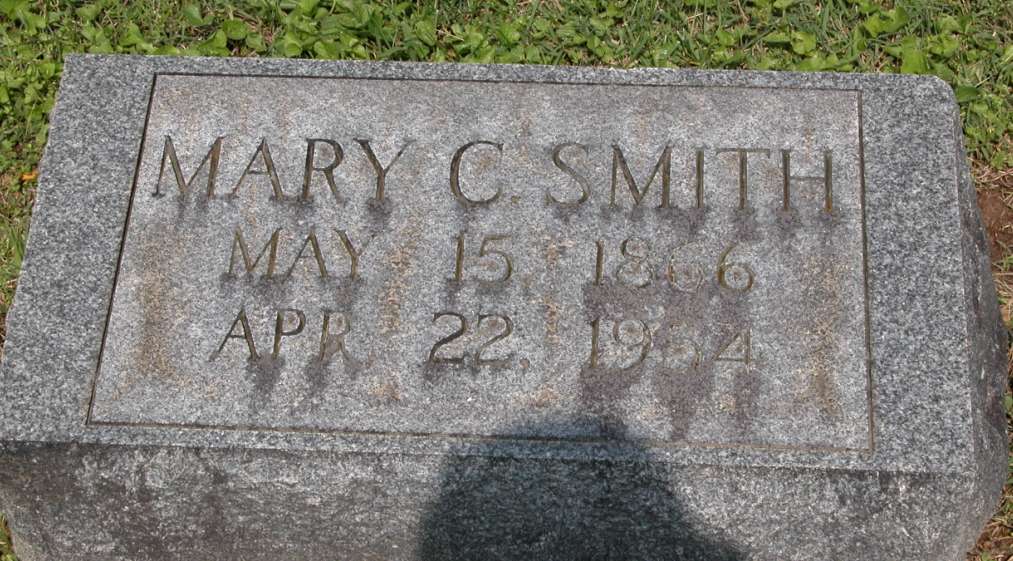 MARY C. SMITH
MAY 15, 1866
APR. 22, 1954